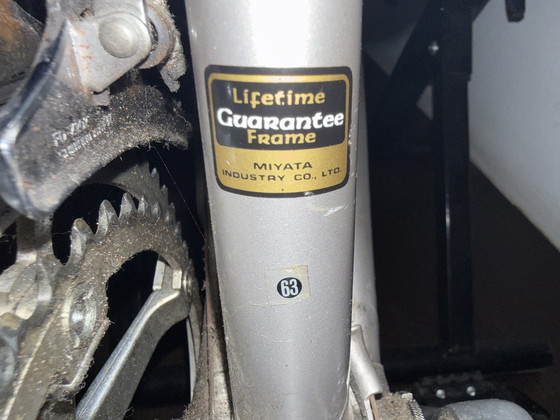 Lifetime
Guarantee
Frame
MIYATA
INDUSTRY CO., LTD.
63